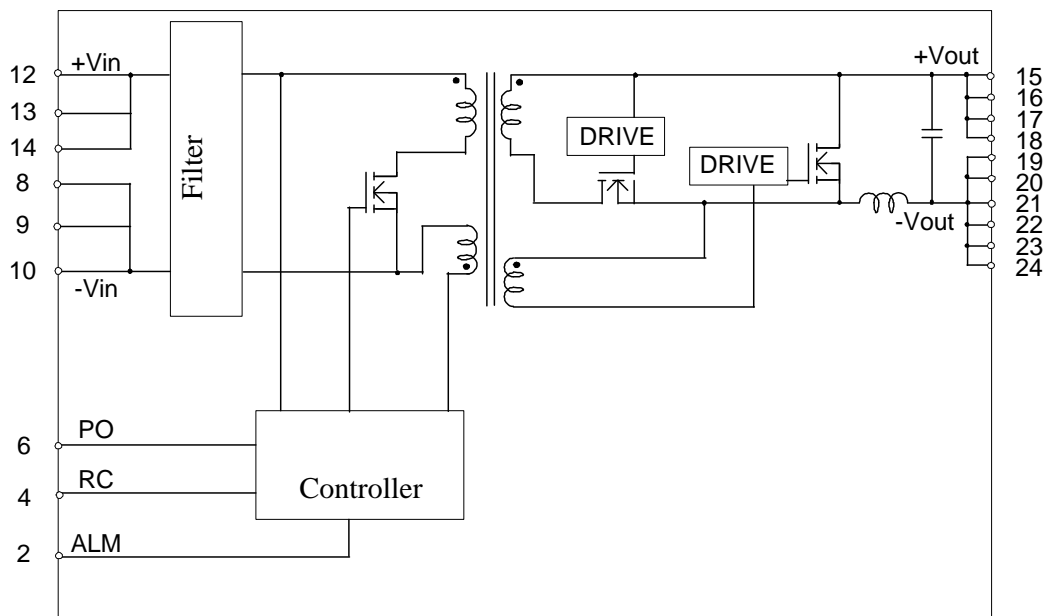 12 +Vin
13
14
8
9
10
-Vin
Filter
DRIVE
DRIVE
+Vout
15
16
17
18
19
20
21
-Vout
22
23
24
6 PO
4 RC
2 ALM
Controller